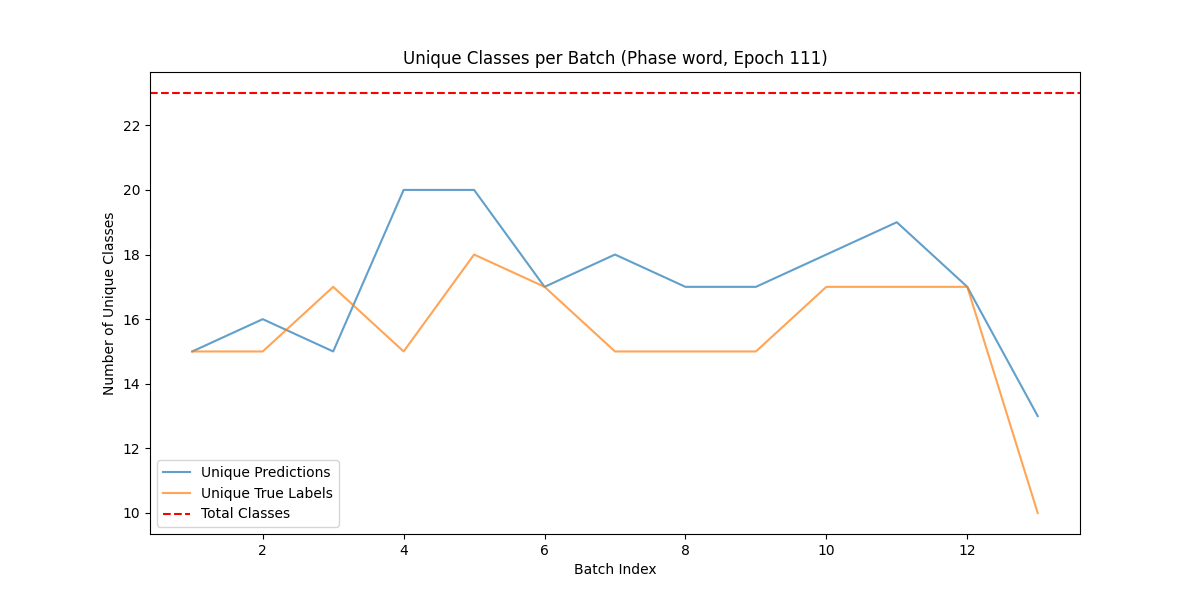 Unique Classes per Batch (Phase word, Epoch 111)
Number of Unique Classes
22
20
18
16
14
12
10
Unique Predictions
Unique True Labels
Total Classes
2 4 6 8 10 12
Batch Index